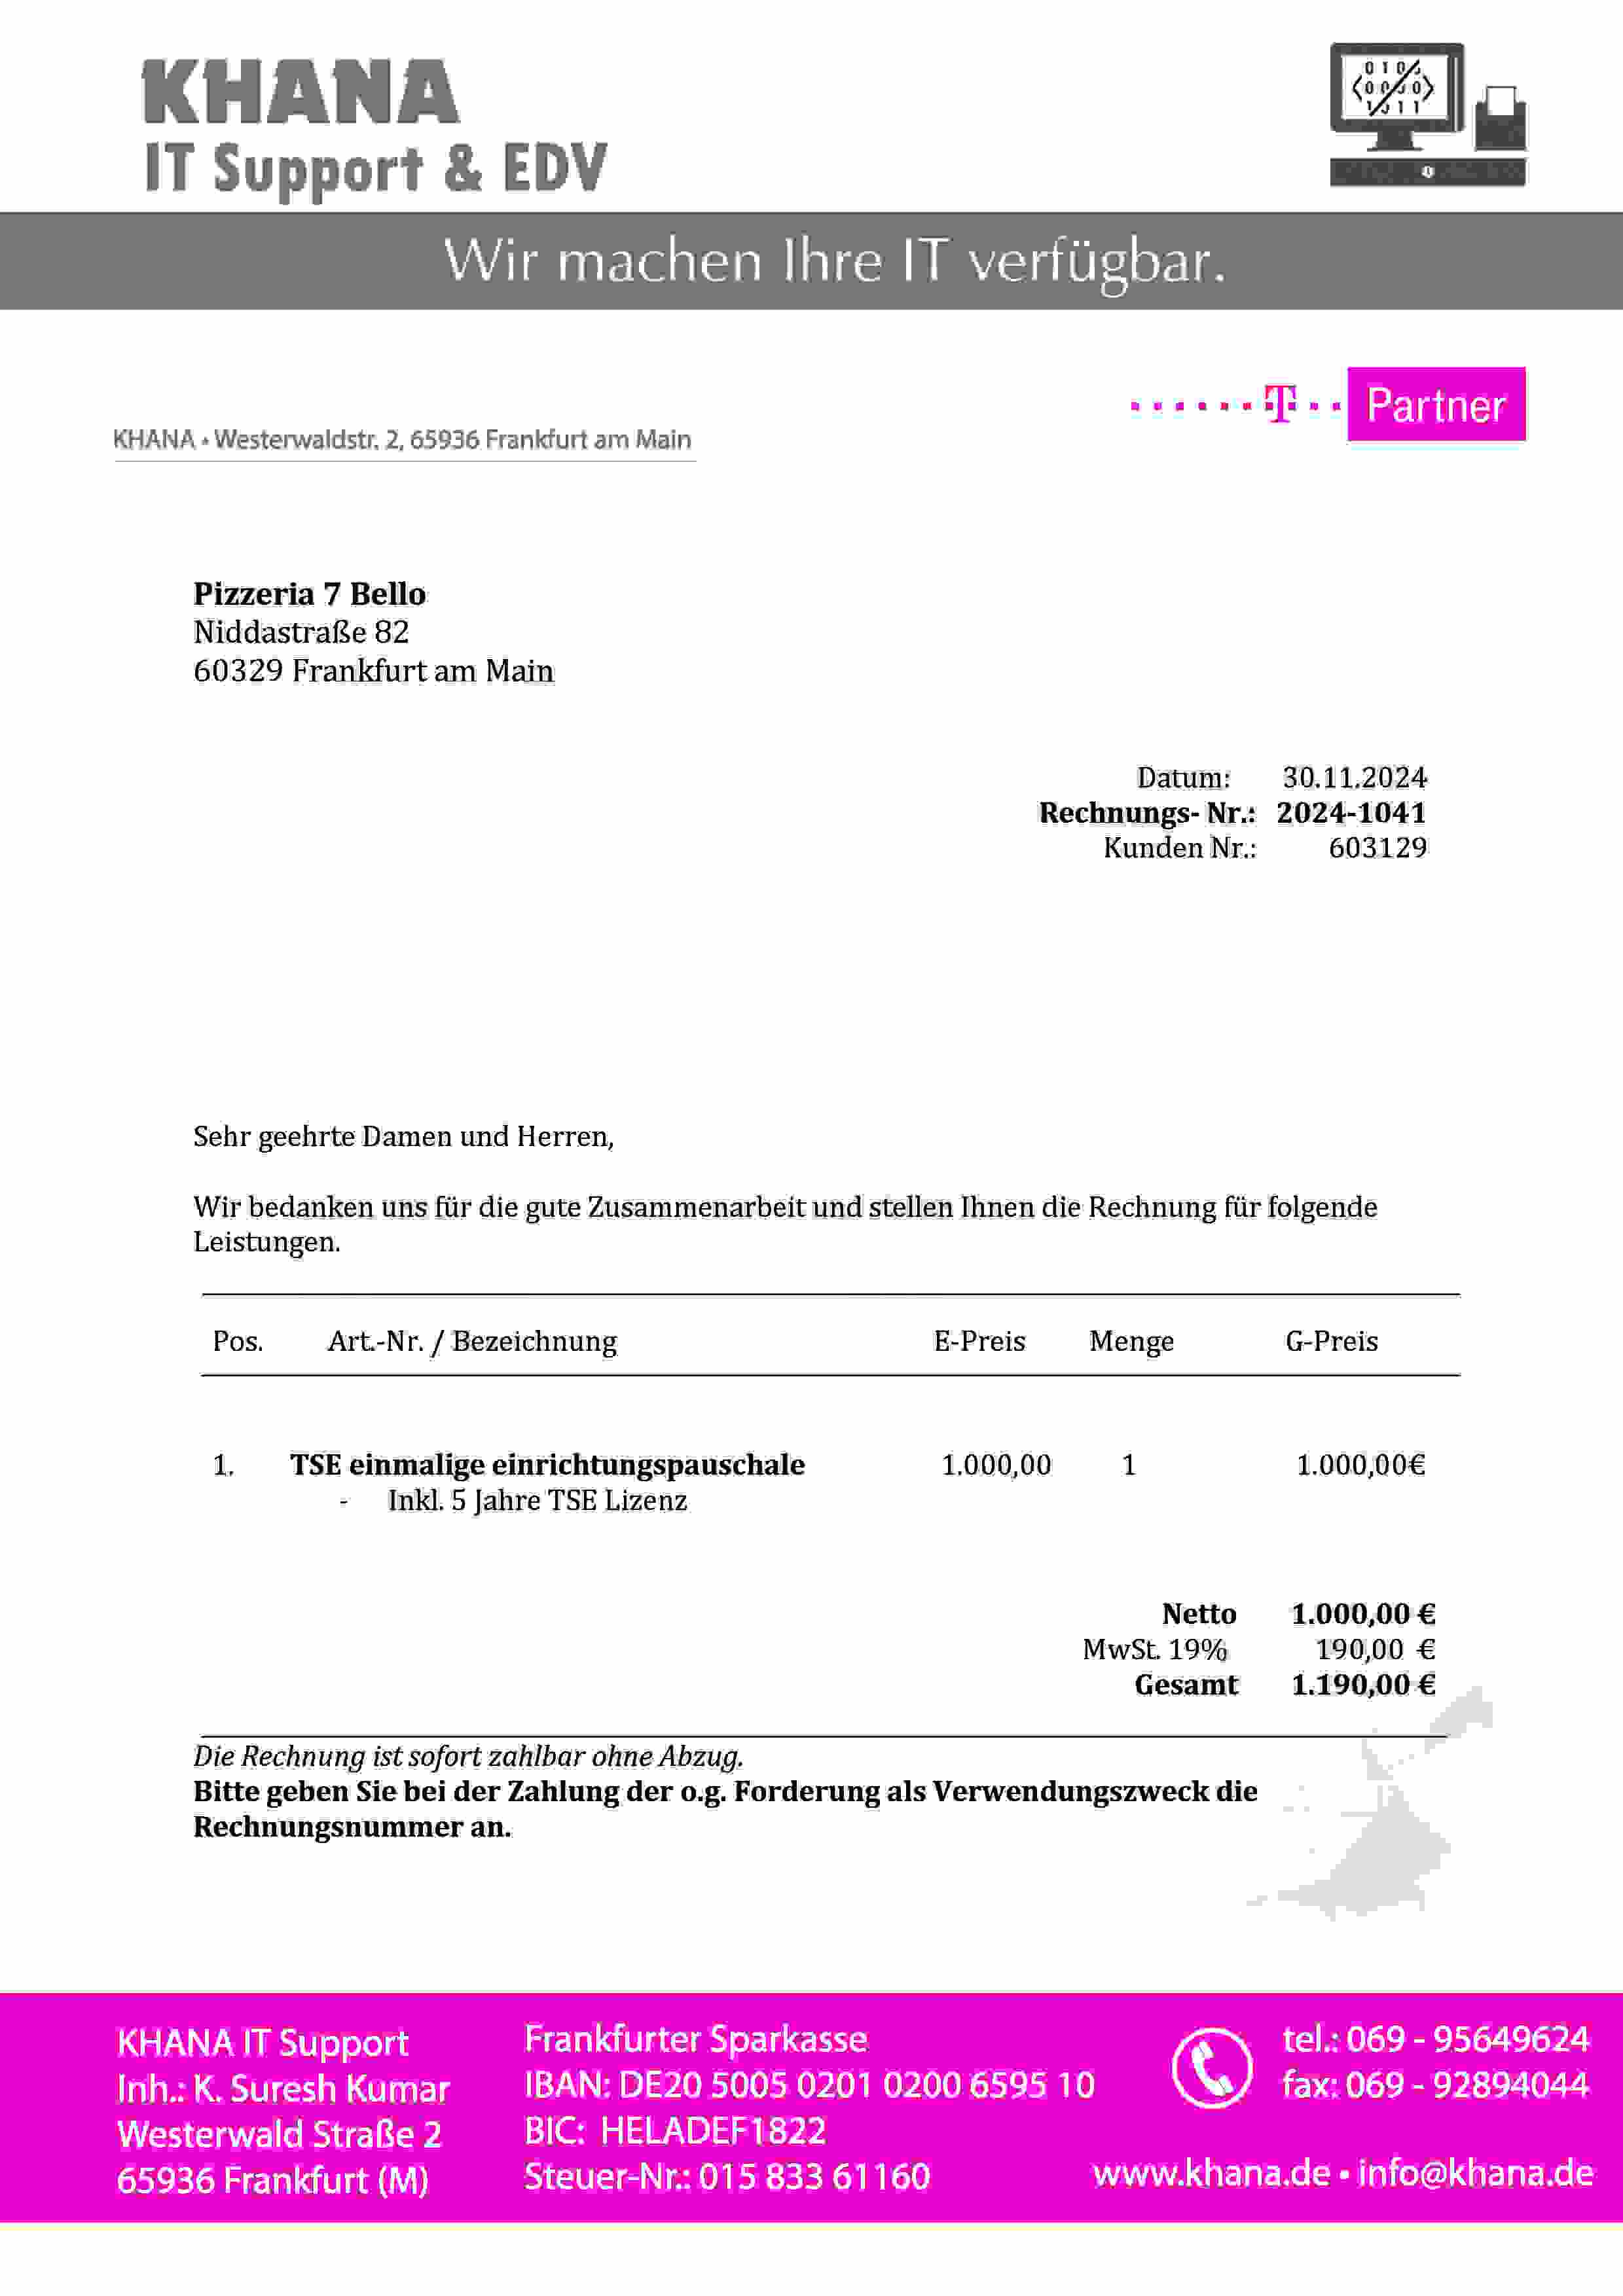 KHANA
IT Support & EDV
0 1 0
Wir machen Ihre IT verfügbar.
T Partner
KHANA • Westerwaldstr. 2, 65936 Frankfurt am Main
Pizzeria 7 Bello
Niddastraße 82
60329 Frankfurt am Main
Datum: 30.11.2024
Rechnungs- Nr.: 2024-1041
Kunden Nr.: 603129
Sehr geehrte Damen und Herren,
Wir bedanken uns für die gute Zusammenarbeit und stellen Ihnen die Rechnung für folgende
Leistungen.
Pos. Art.-Nr. / Bezeichnung E-Preis Menge G-Preis
1. TSE einmalige einrichtungspauschale 1.000,00 1 1.000,00€
- Inkl. 5 Jahre TSE Lizenz
Netto 1.000,00 €
MwSt. 19% 190,00 €
Gesamt 1.190,00 €
Die Rechnung ist sofort zahlbar ohne Abzug.
Bitte geben Sie bei der Zahlung der o.g. Forderung als Verwendungszweck die
Rechnungsnummer an.
KHANA IT Support
Inh.: K. Suresh Kumar
Westerwald Straße 2
65936 Frankfurt (M)
Frankfurter Sparkasse
IBAN: DE20 5005 0201 0200 6595 10
BIC: HELADEF1822
Steuer-Nr.: 015 833 61160
tel.: 069 - 95649624
fax: 069 - 92894044
www.khana.de • info@khana.de